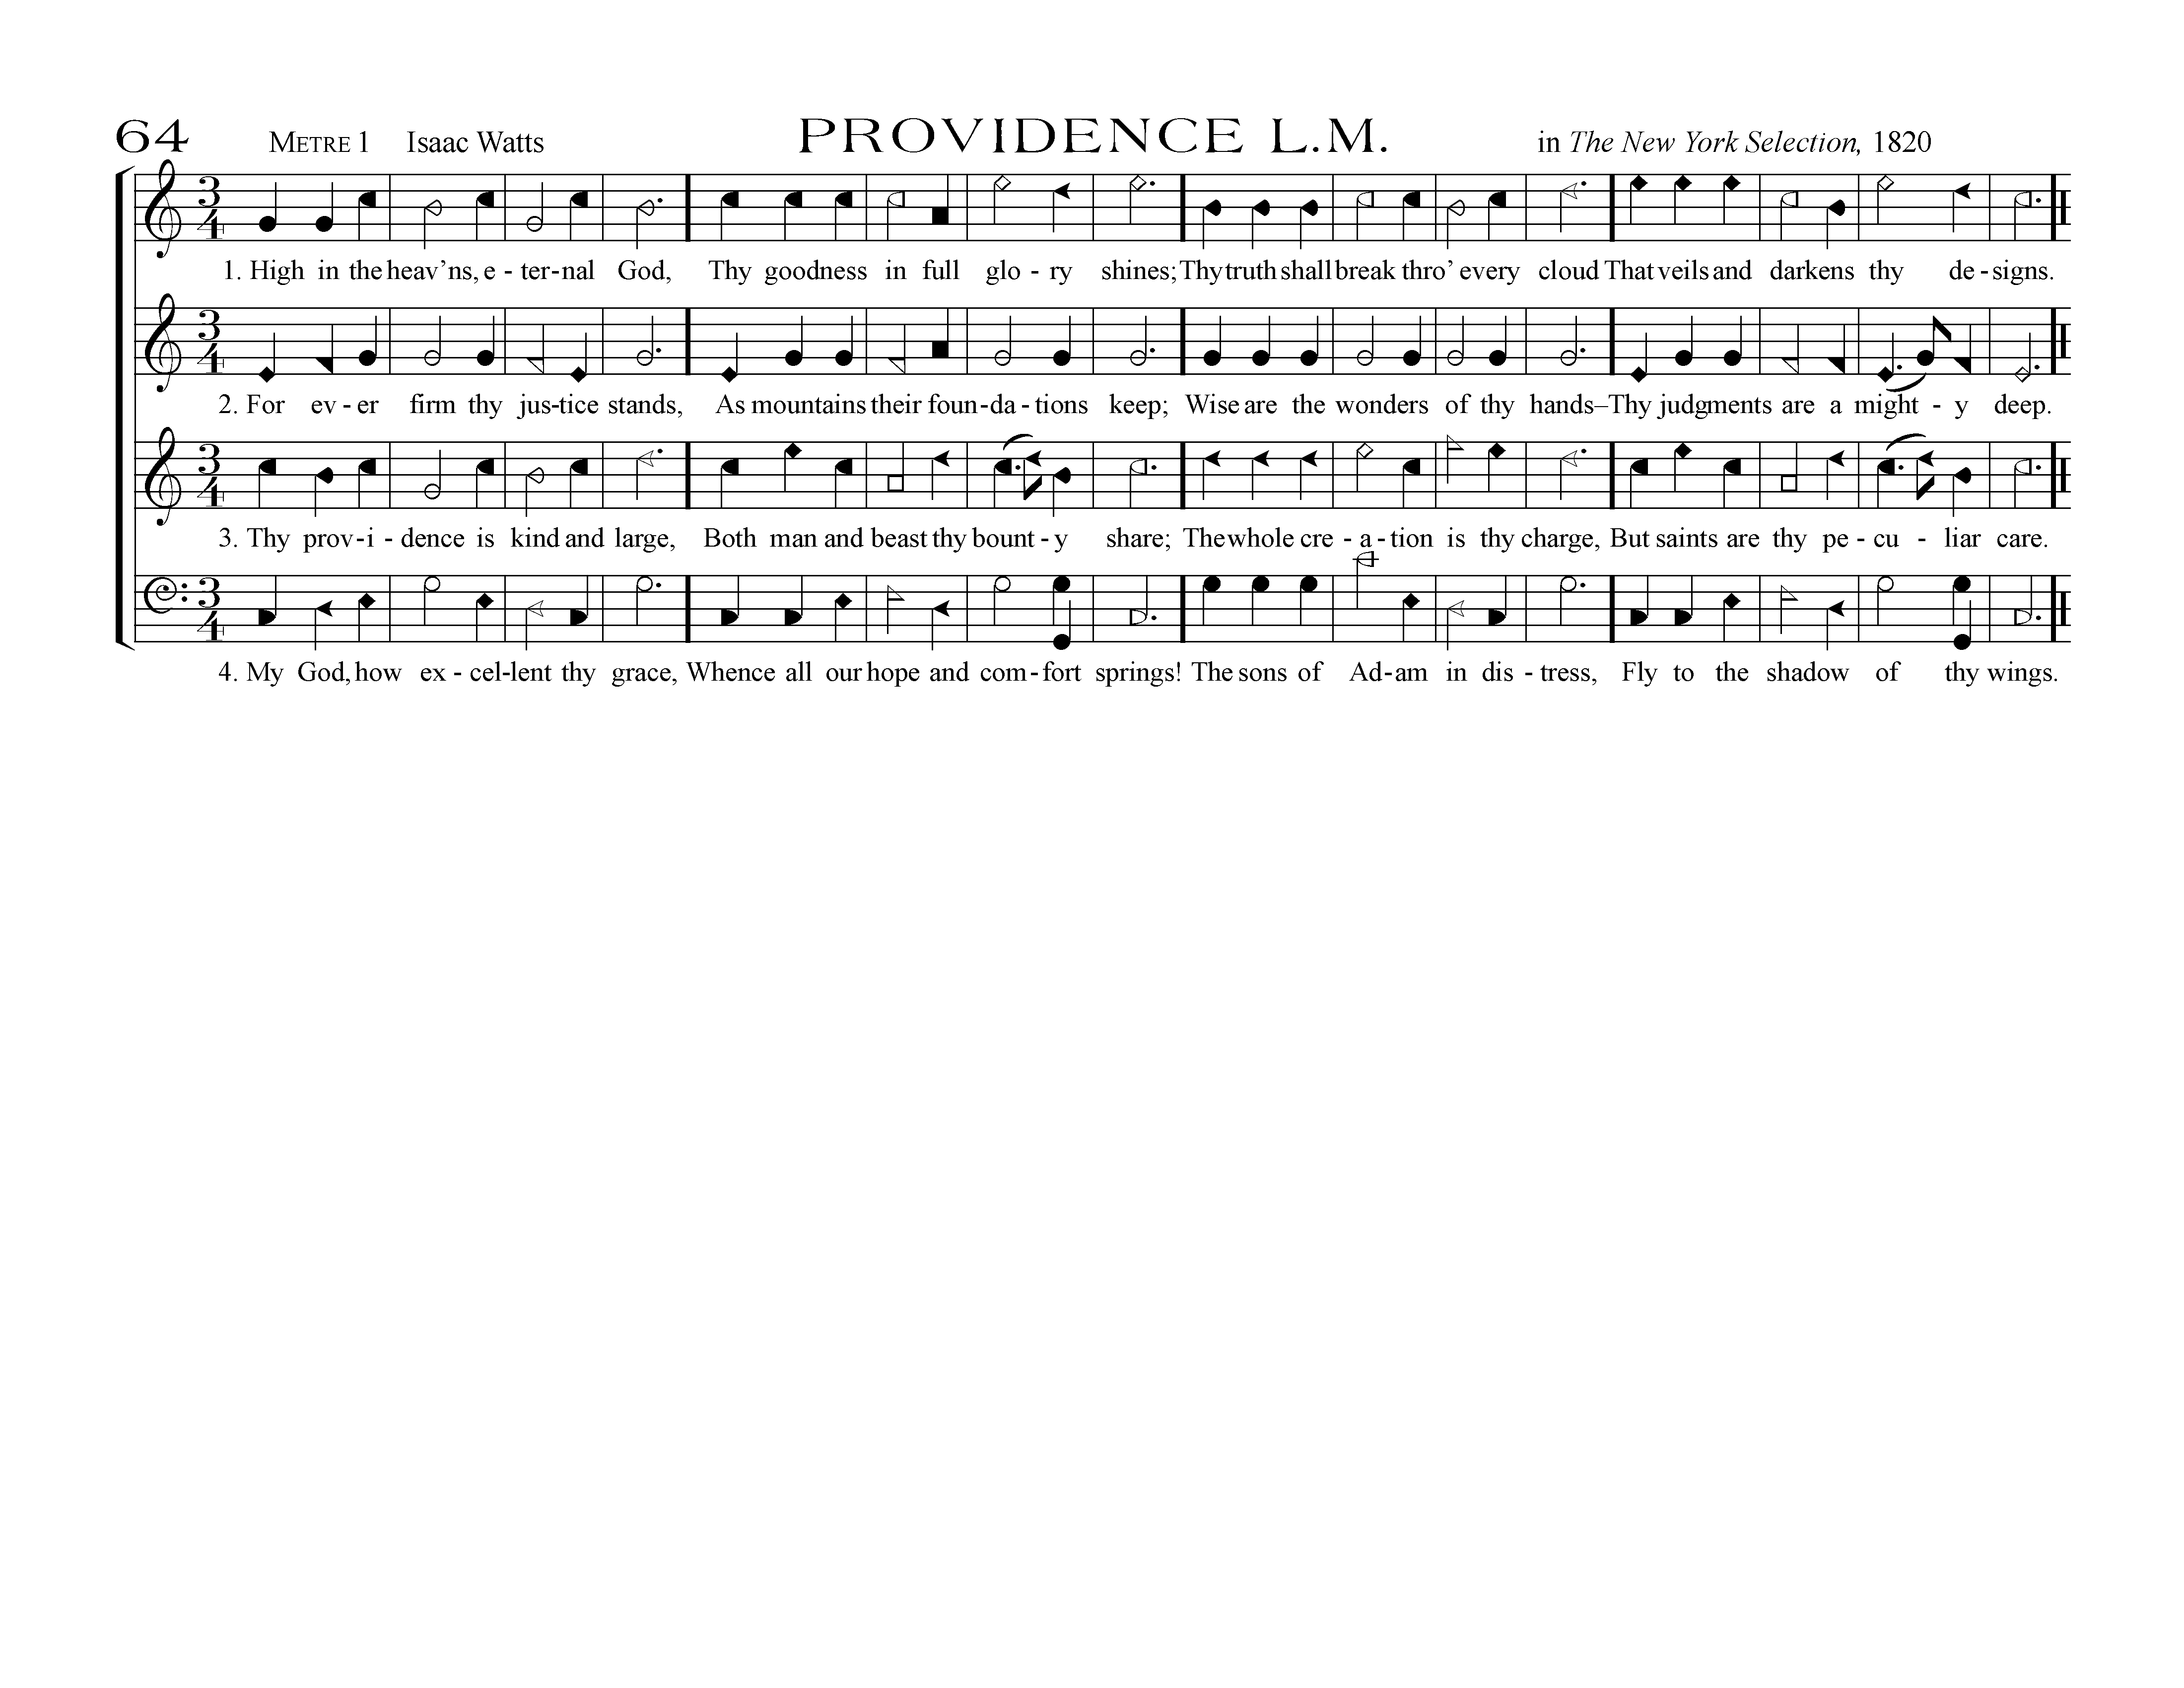 64 METRE 1 Isaac Watts PROVIDENCE L.M. in The New York Selection, 1820
3 4
1. High in the heav’ns, e - ter - nal God, Thy goodness in full glo - ry shines; Thy truth shall break thro’ every cloud That veils and darkens thy de - signs.
3 4
2. For ev - er firm thy jus - tice stands, As mountains their foun - da - tions keep; Wise are the wonders of thy hands– Thy judgments are a might - y deep.
3 4
3. Thy prov - i - dence is kind and large, Both man and beast thy bount - y share; The whole cre - a - tion is thy charge, But saints are thy pe - cu - liar care.
3 4
4. My God, how ex - cel - lent thy grace, Whence all our hope and com - fort springs! The sons of Ad - am in dis - tress, Fly to the shadow of thy wings.